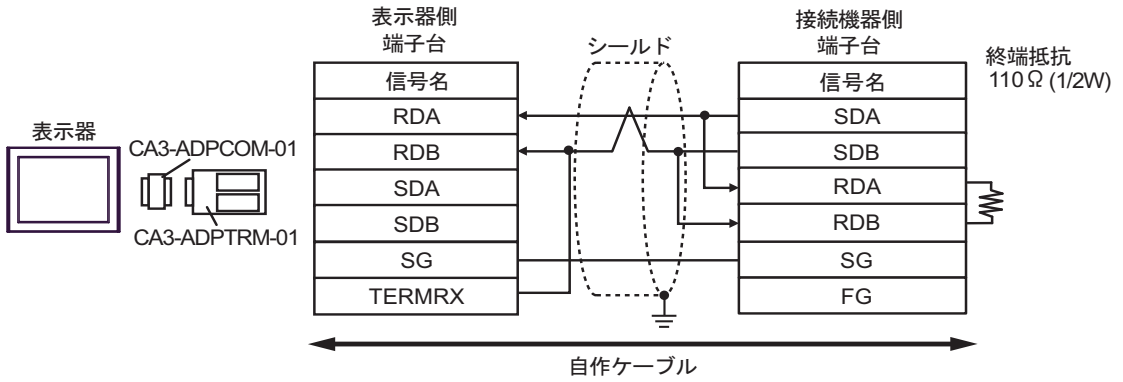 表示器
CA3-ADPCOM-01
CA3-ADPTRM-01
表示器側
端子台
信号名
RDA
RDB
SDA
SDB
SG
TERMRX
シールド
接続機器側
端子台
信号名
SDA
SDB
RDA
RDB
SG
FG
終端抵抗
110Ω (1/2W)
自作ケーブル